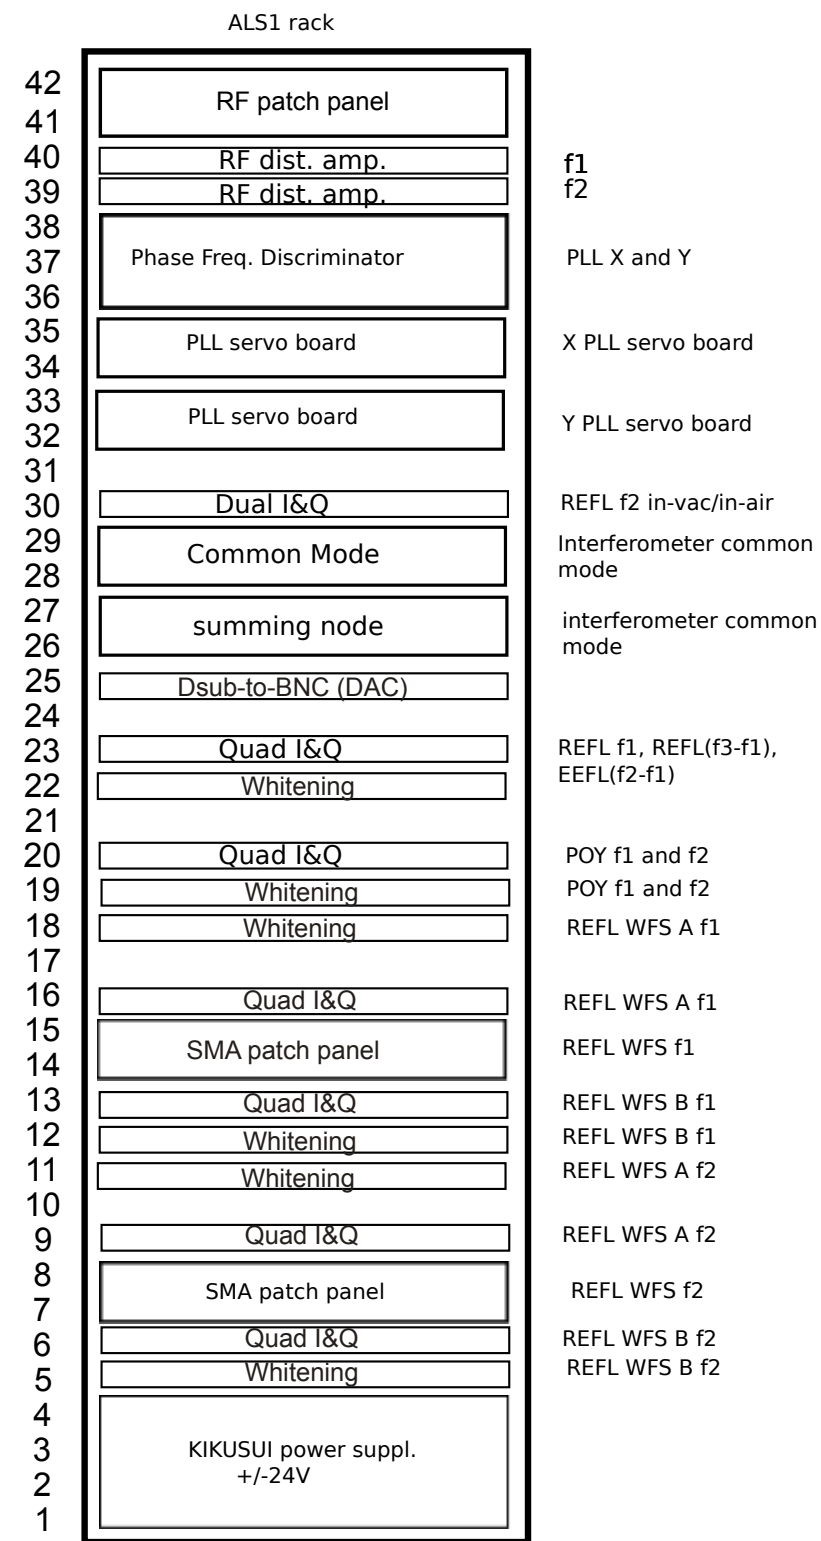 ALS1 rack
42
RF patch panel
41
40 RF dist. amp. f1
39 RF dist. amp. f2
38
37 Phase Freq. Discriminator PLL X and Y
36
35 PLL servo board X PLL servo board
34
33 PLL servo board Y PLL servo board
32
31
30 Dual I&Q REFL f2 in-vac/in-air
29 Common Mode Interferometer common
28 mode
27 summing node interferometer common
26 mode
25 Dsub-to-BNC (DAC)
24
23 Quad I&Q REFL f1, REFL(f3-f1),
22 Whitening EEFL(f2-f1)
21
20 Quad I&Q POY f1 and f2
19 Whitening POY f1 and f2
18 Whitening REFL WFS A f1
17
16 Quad I&Q REFL WFS A f1
15 SMA patch panel REFL WFS f1
14
13 Quad I&Q REFL WFS B f1
12 Whitening REFL WFS B f1
11 Whitening REFL WFS A f2
10
9 Quad I&Q REFL WFS A f2
8 SMA patch panel REFL WFS f2
7
6 Quad I&Q REFL WFS B f2
5 Whitening REFL WFS B f2
4
3 KIKUSUI power suppl.
2 +/-24V
1